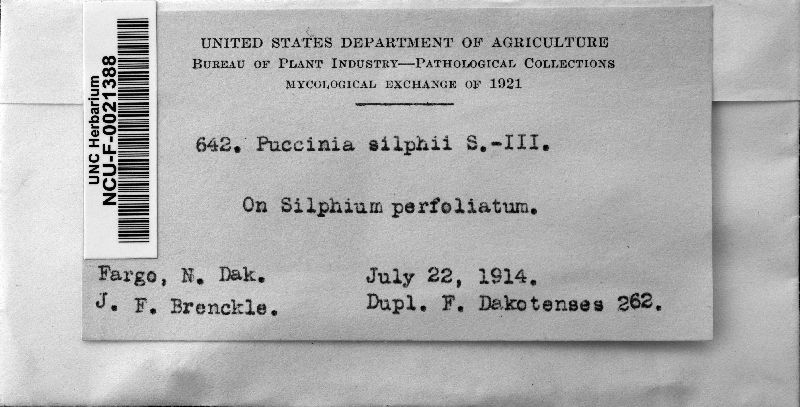 UNC Herbarium
NCU-F-0021388
UNITED STATES DEPARTMENT OF AGRICULTURE
BUREAU OF PLANT INDUSTRY—PATHOLOGICAL COLLECTIONS
MYCOLOGICAL EXCHANGE OF 1921
642. Puccinia silphii S.-III.
On Silphium perfoliatum.
Fargo, N. Dak. July 22, 1914.
J. F. Brenckle. Dupl. F. Dakotenses 262.